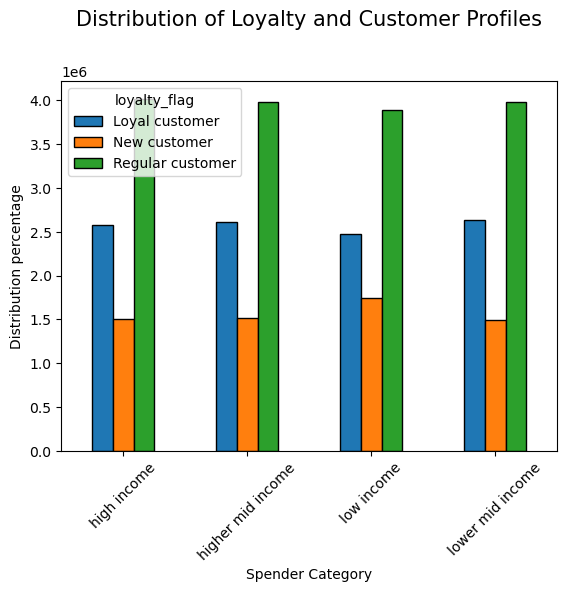 Distribution of Loyalty and Customer Profiles
1e6
loyalty_flag
Loyal customer
New customer
Regular customer
4.0
3.5
3.0
2.5
2.0
1.5
1.0
0.5
0.0
Distribution percentage
high income
higher mid income
low income
lower mid income
Spender Category